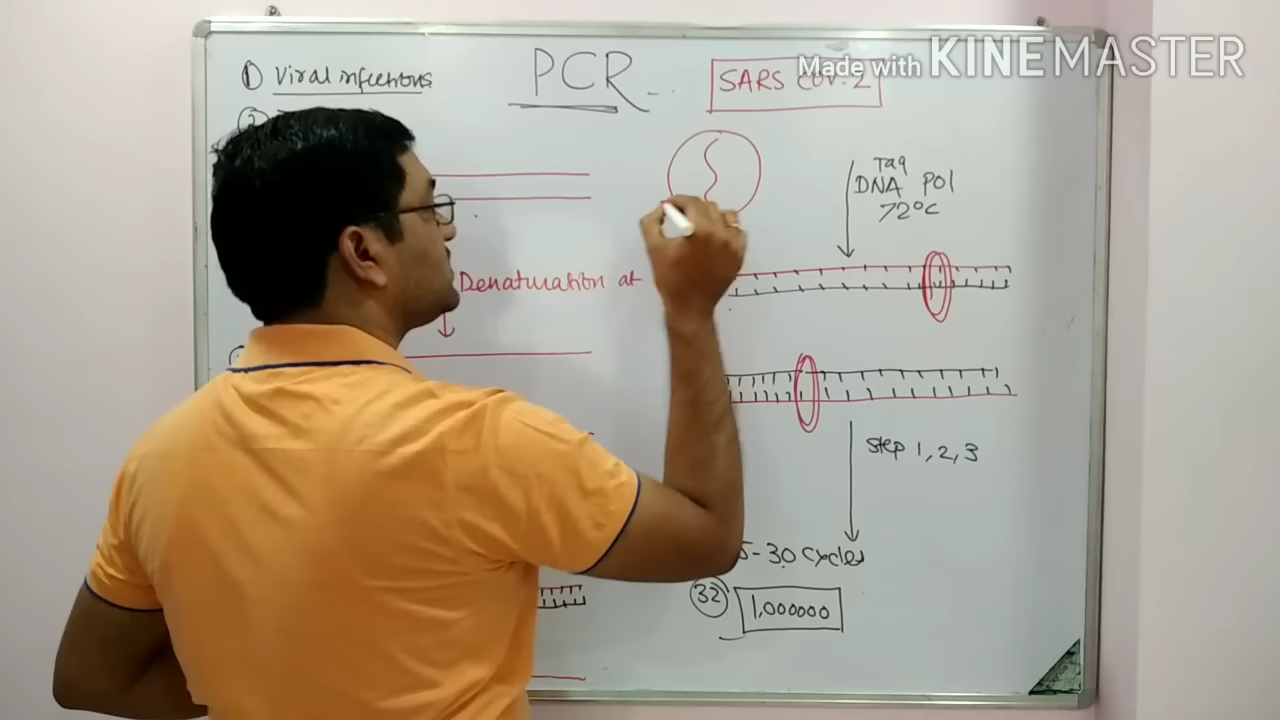 ① Viral infections
②
PCR
SARS COV-2
Made with KINEMASTER
Taq
DNA Pol
72°C
Denaturation at
Step 1, 2, 3
5-30 cycles
32
1,000000